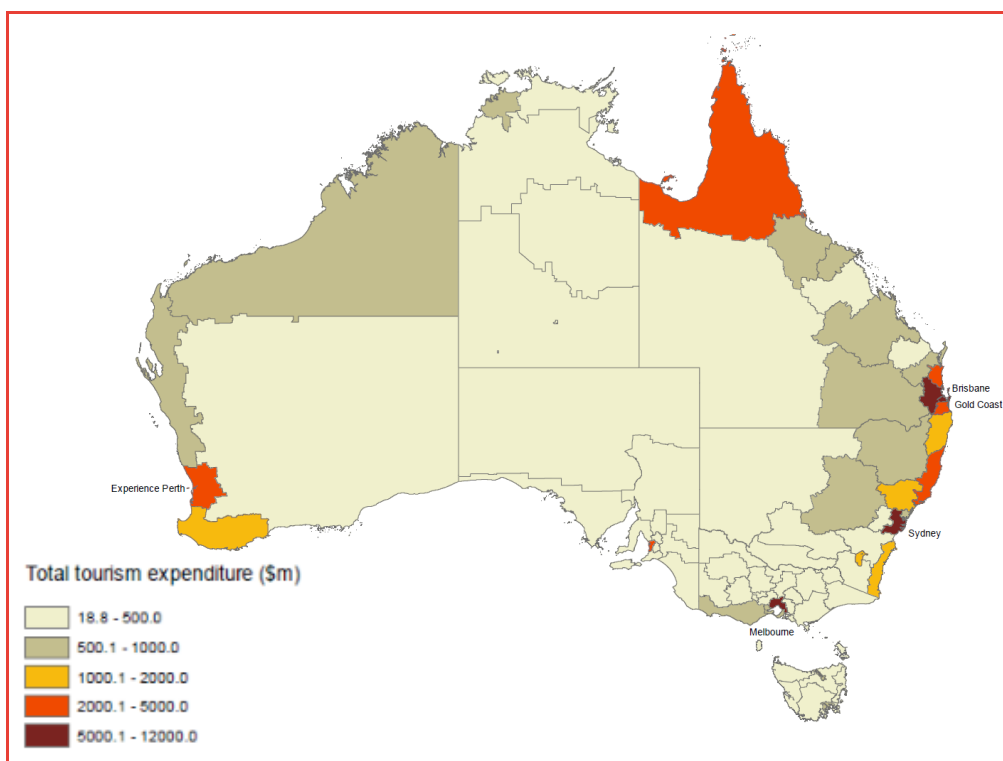 Brisbane
Gold Coast
Experience Perth
Sydney
Total tourism expenditure ($m)
18.8 - 500.0
500.1 - 1000.0
1000.1 - 2000.0
2000.1 - 5000.0
5000.1 - 12000.0
Melbourne